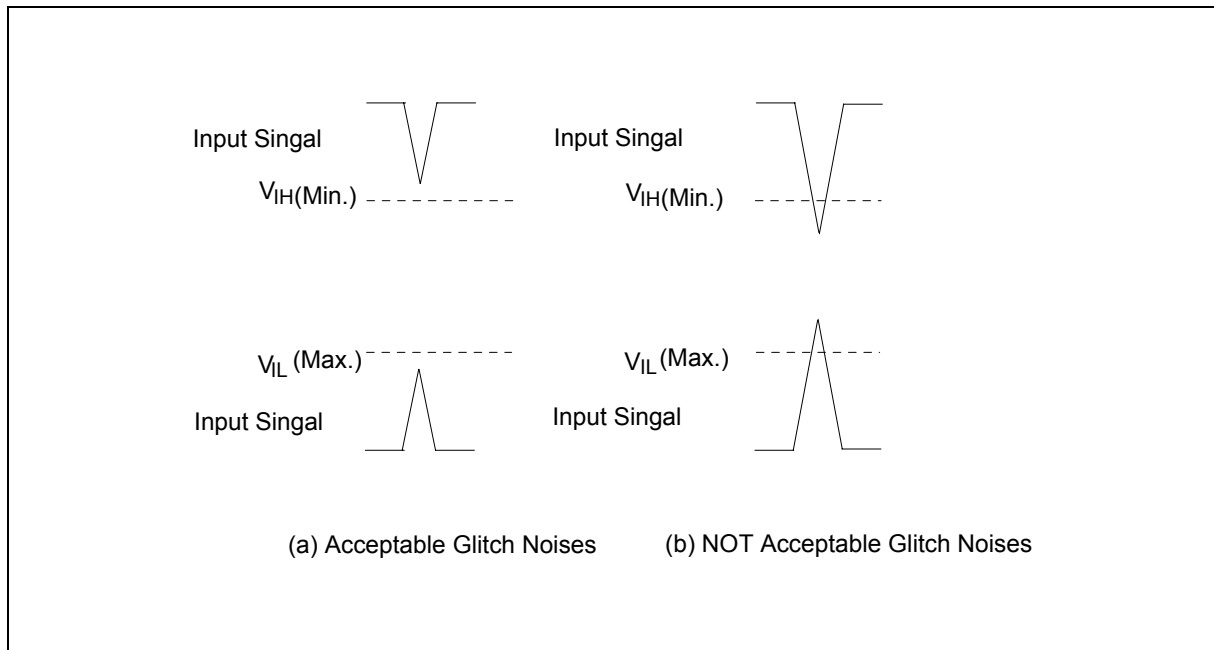 Input Singal
Input Singal
VIH(Min.)
VIH(Min.)
VIL (Max.)
VIL(Max.)
Input Singal
Input Singal
(a) Acceptable Glitch Noises
(b) NOT Acceptable Glitch Noises